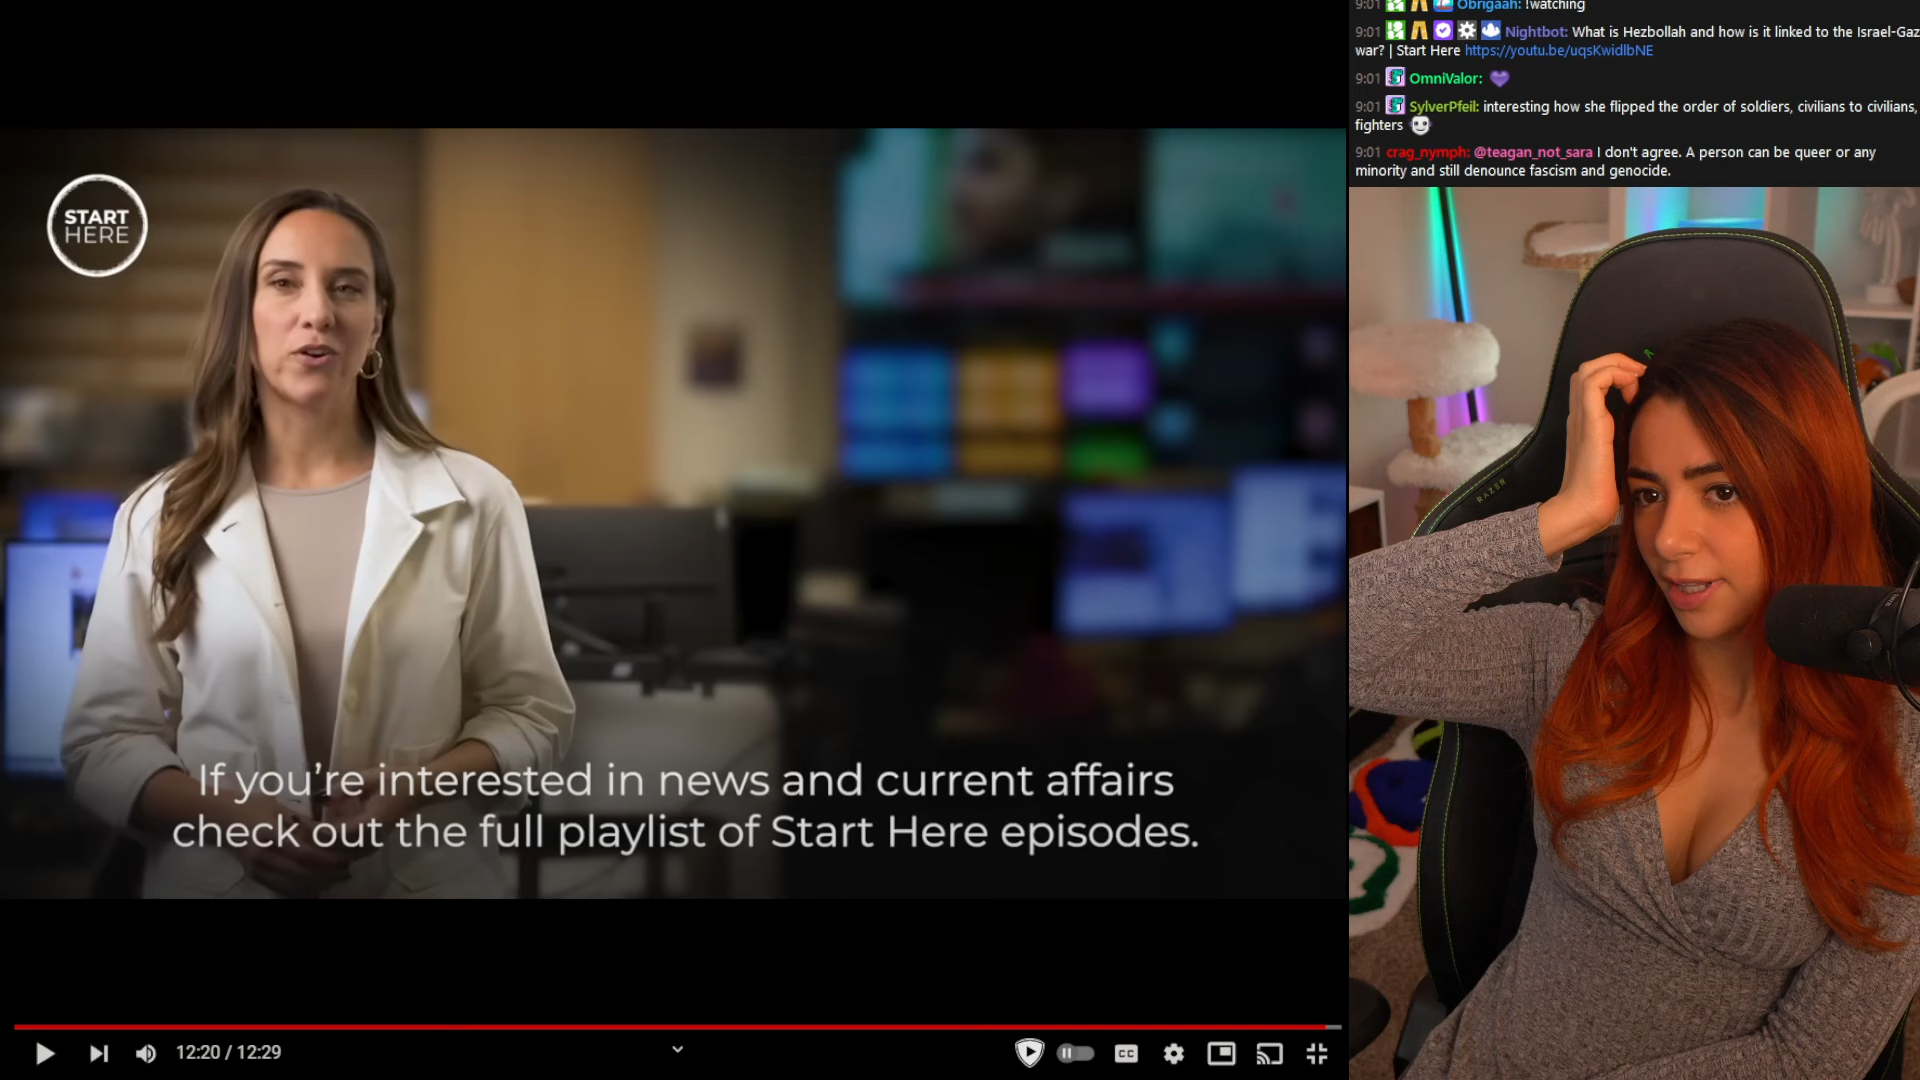 START
HERE
If you’re interested in news and current affairs
check out the full playlist of Start Here episodes.
12:20 / 12:29
CC
9:01 Obrigaah: !watching
9:01 Nightbot: What is Hezbollah and how is it linked to the Israel-Gaz
war? | Start Here https://youtu.be/uqsKwidlbNE
9:01 OmniValor:
9:01 SylverPfeil: interesting how she flipped the order of soldiers, civilians to civilians,
fighters
9:01 crag_nymph: @teagan_not_sara I don't agree. A person can be queer or any
minority and still denounce fascism and genocide.
RAZER